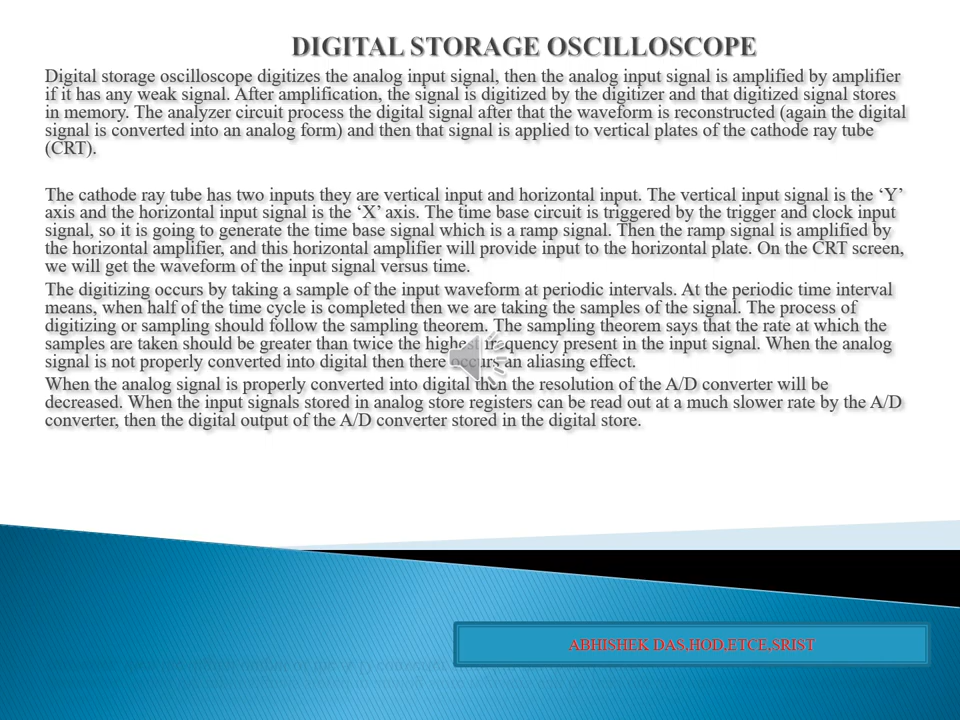 DIGITAL STORAGE OSCILLOSCOPE
Digital storage oscilloscope digitizes the analog input signal, then the analog input signal is amplified by amplifier
if it has any weak signal. After amplification, the signal is digitized by the digitizer and that digitized signal stores
in memory. The analyzer circuit process the digital signal after that the waveform is reconstructed (again the digital
signal is converted into an analog form) and then that signal is applied to vertical plates of the cathode ray tube
(CRT).
The cathode ray tube has two inputs they are vertical input and horizontal input. The vertical input signal is the ‘Y’
axis and the horizontal input signal is the ‘X’ axis. The time base circuit is triggered by the trigger and clock input
signal, so it is going to generate the time base signal which is a ramp signal. Then the ramp signal is amplified by
the horizontal amplifier, and this horizontal amplifier will provide input to the horizontal plate. On the CRT screen,
we will get the waveform of the input signal versus time.
The digitizing occurs by taking a sample of the input waveform at periodic intervals. At the periodic time interval
means, when half of the time cycle is completed then we are taking the samples of the signal. The process of
digitizing or sampling should follow the sampling theorem. The sampling theorem says that the rate at which the
samples are taken should be greater than twice the highest frequency present in the input signal. When the analog
signal is not properly converted into digital then there occurs an aliasing effect.
When the analog signal is properly converted into digital then the resolution of the A/D converter will be
decreased. When the input signals stored in analog store registers can be read out at a much slower rate by the A/D
converter, then the digital output of the A/D converter stored in the digital store.
ABHISHEK DAS,HOD,ETCE,SRIST